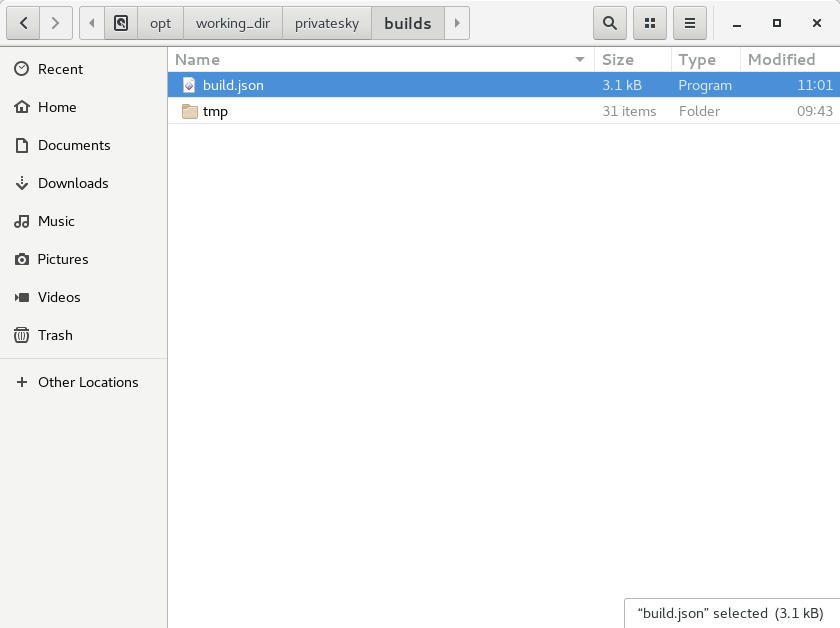 opt working_dir privatesky builds
Name Size Type Modified
Recent
build.json 3.1 kB Program 11:01
Home
tmp 31 items Folder 09:43
Documents
Downloads
Music
Pictures
Videos
Trash
Other Locations
“build.json” selected (3.1 kB)